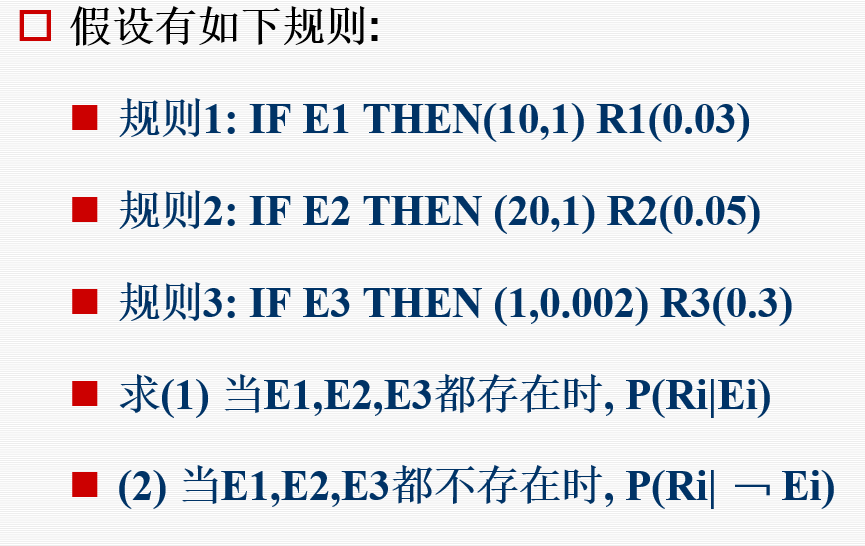 假设有如下规则:
规则1: IF E1 THEN(10,1) R1(0.03)
规则2: IF E2 THEN (20,1) R2(0.05)
规则3: IF E3 THEN (1,0.002) R3(0.3)
求(1) 当E1,E2,E3都存在时, P(Ri|Ei)
(2) 当E1,E2,E3都不存在时, P(Ri| ﹁ Ei)